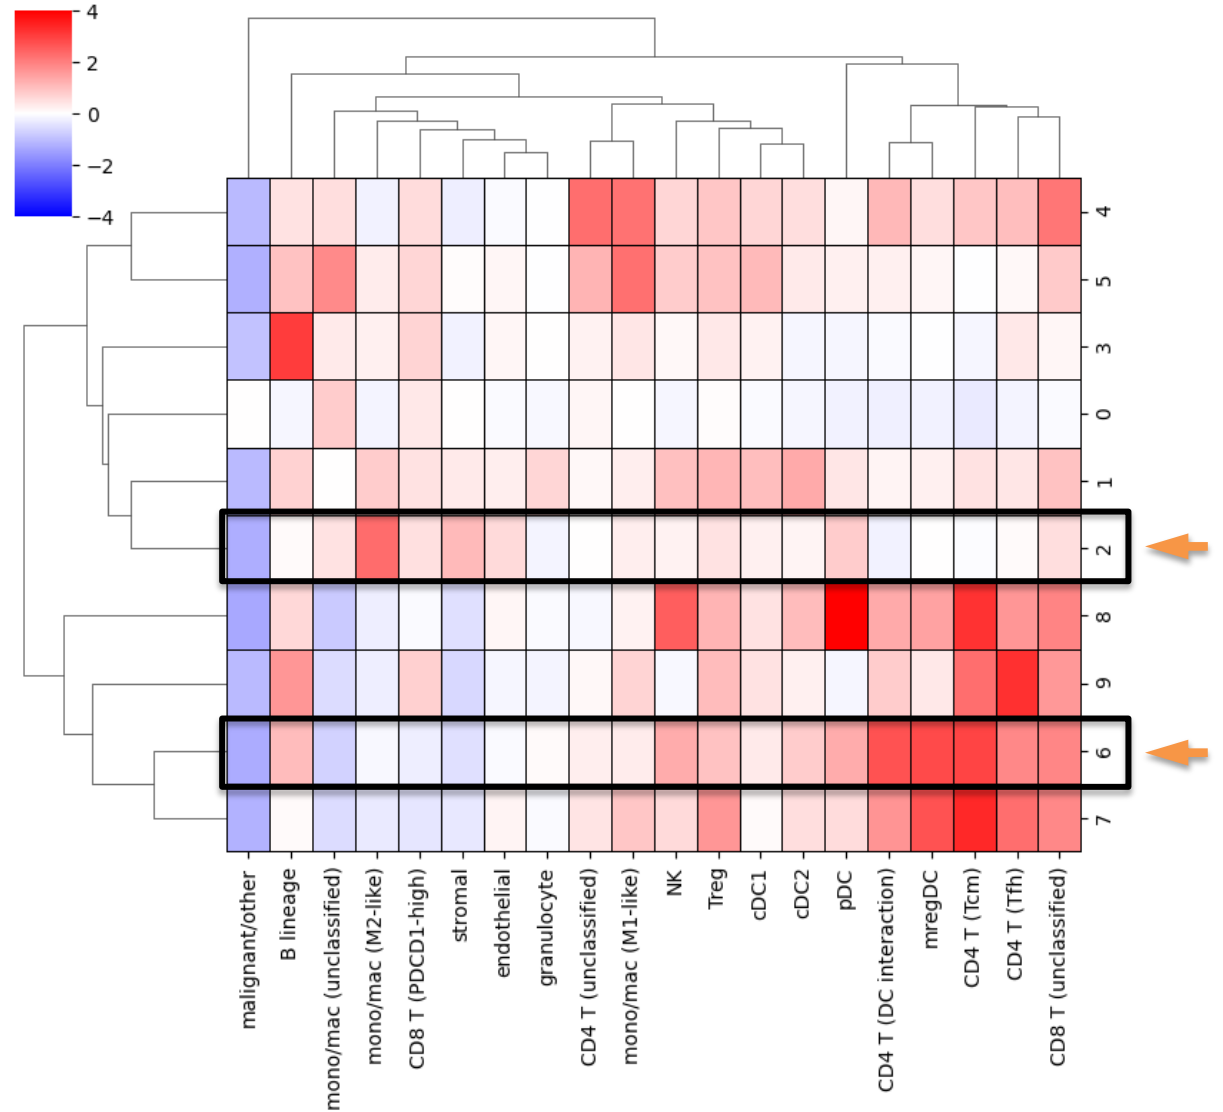 4
2
0
−2
−4
4
5
3
0
1
2
8
9
6
7
malignant/other
B lineage
mono/mac (unclassified)
mono/mac (M2-like)
CD8 T (PDCD1-high)
stromal
endothelial
granulocyte
CD4 T (unclassified)
mono/mac (M1-like)
NK
Treg
cDC1
cDC2
pDC
CD4 T (DC interaction)
mregDC
CD4 T (Tcm)
CD4 T (Tfh)
CD8 T (unclassified)